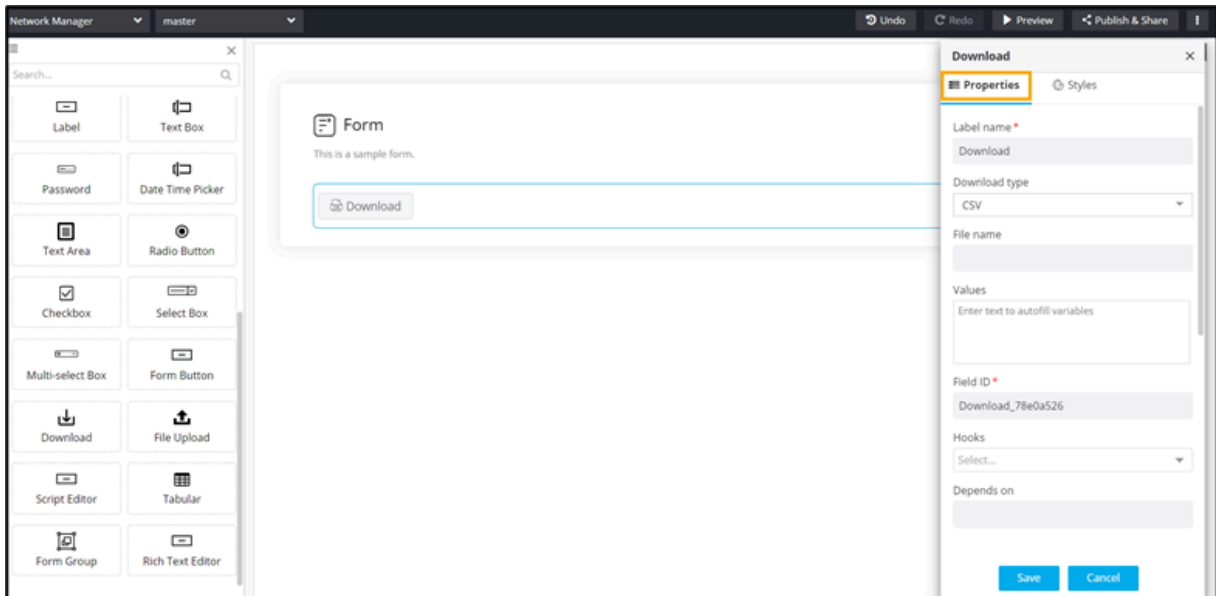 Network Manager master Undo Redo Preview Publish & Share
Search...
Label Text Box
Password Date Time Picker
Text Area Radio Button
Checkbox Select Box
Multi-select Box Form Button
Download File Upload
Script Editor Tabular
Form Group Rich Text Editor
Form
This is a sample form.
Download
Download
Properties Styles
Label name *
Download
Download type
CSV
File name
Values
Enter text to autofill variables
Field ID *
Download_78e0a526
Hooks
Select...
Depends on
Save Cancel